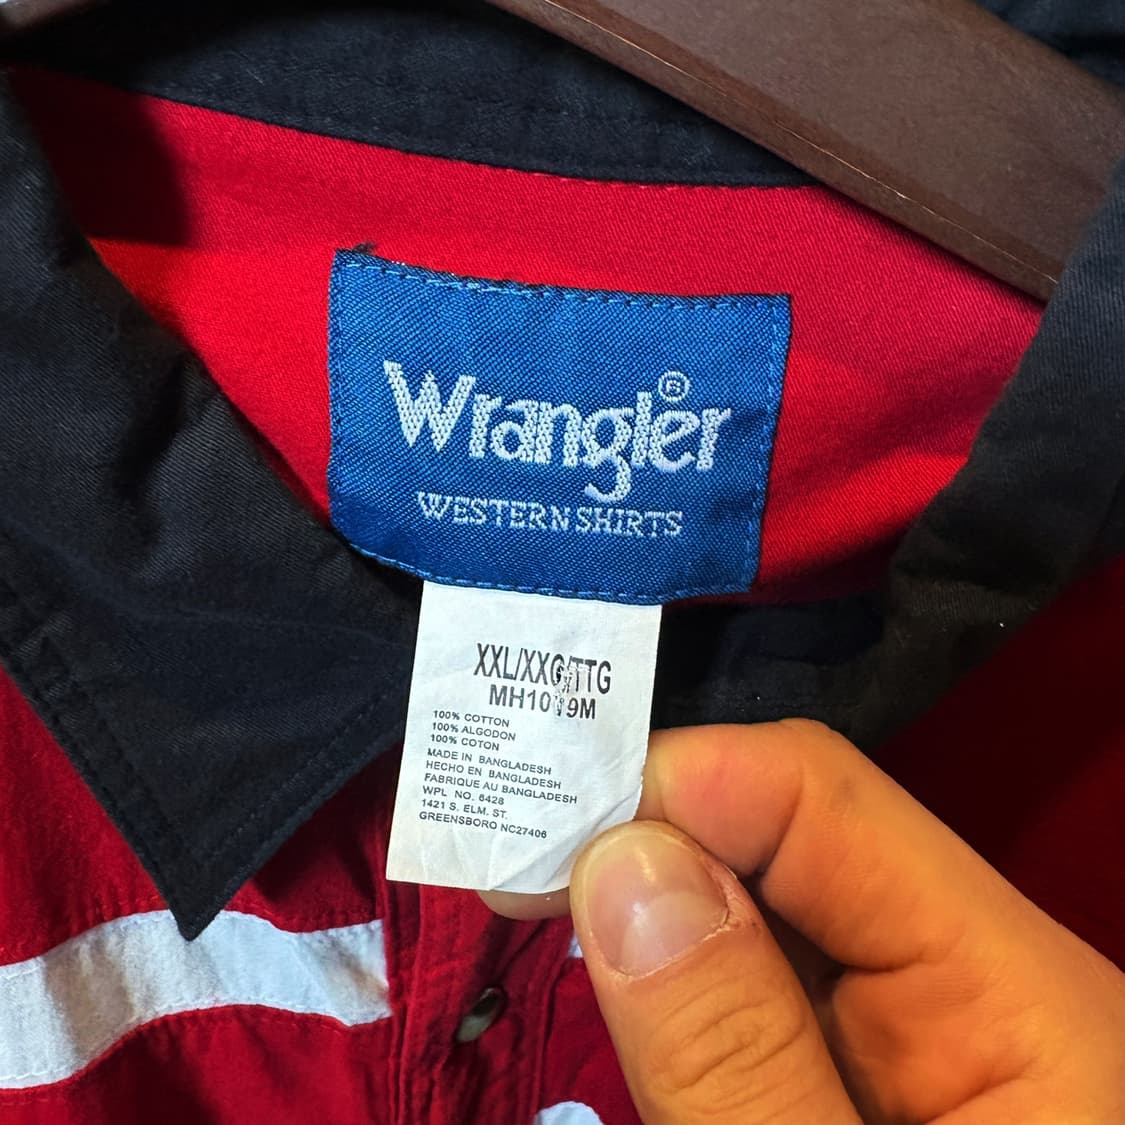 Wrangler®
WESTERN SHIRTS
XXL/XXG/TTG
100% COTTON
100% ALGODON
100% COTON
MADE IN BANGLADESH
HECHO EN BANGLADESH
FABRIQUE AU BANGLADESH
WPL NO. 6428
1421 S. ELM. ST.
GREENSBORO NC27406